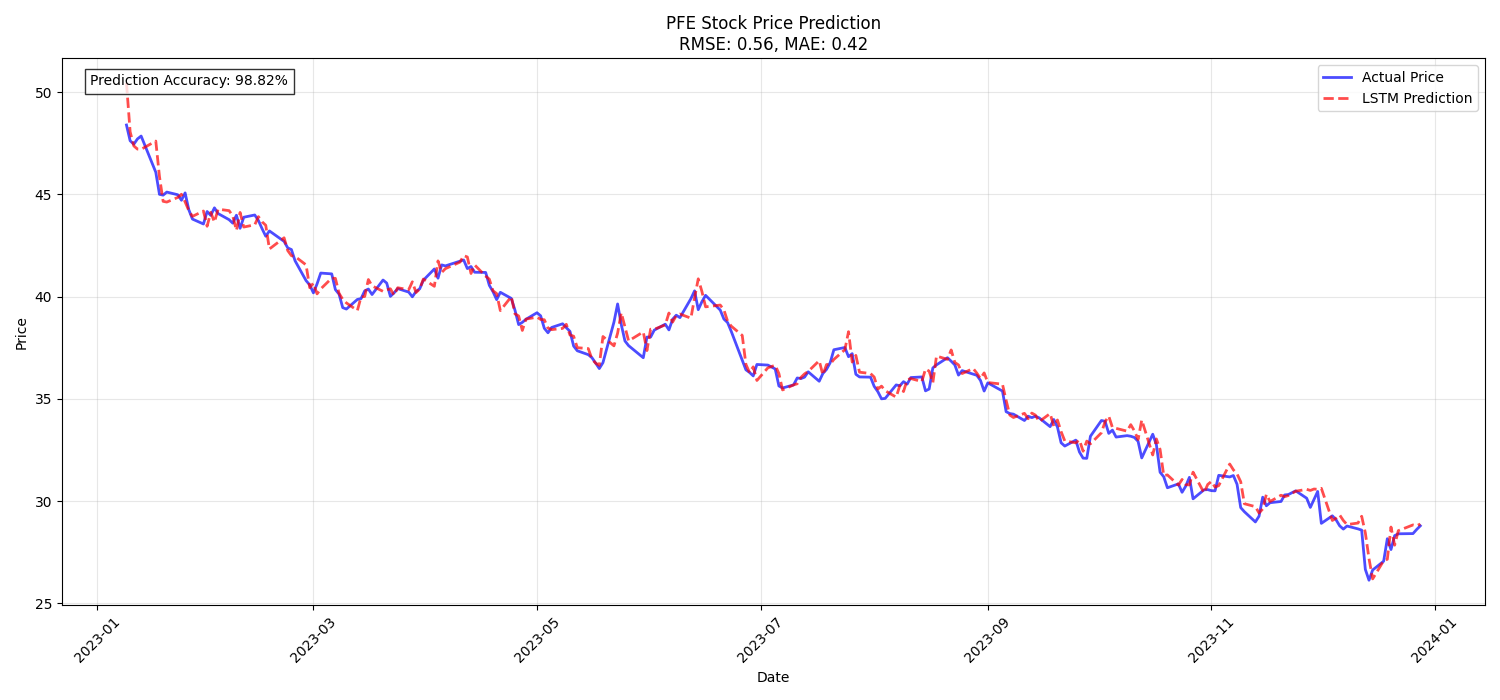 PFE Stock Price Prediction
RMSE: 0.56, MAE: 0.42
Prediction Accuracy: 98.82%
Actual Price
LSTM Prediction
Price
50
45
40
35
30
25
2023-01
2023-03
2023-05
2023-07
2023-09
2023-11
2024-01
Date